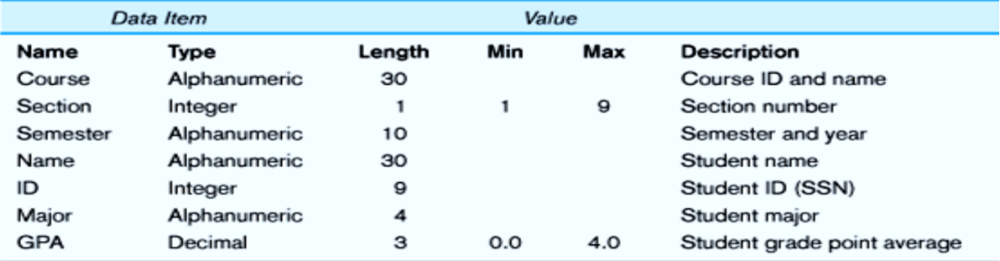 Data Item Value
Name Type Length Min Max Description
Course Alphanumeric 30 Course ID and name
Section Integer 1 1 9 Section number
Semester Alphanumeric 10 Semester and year
Name Alphanumeric 30 Student name
ID Integer 9 Student ID (SSN)
Major Alphanumeric 4 Student major
GPA Decimal 3 0.0 4.0 Student grade point average